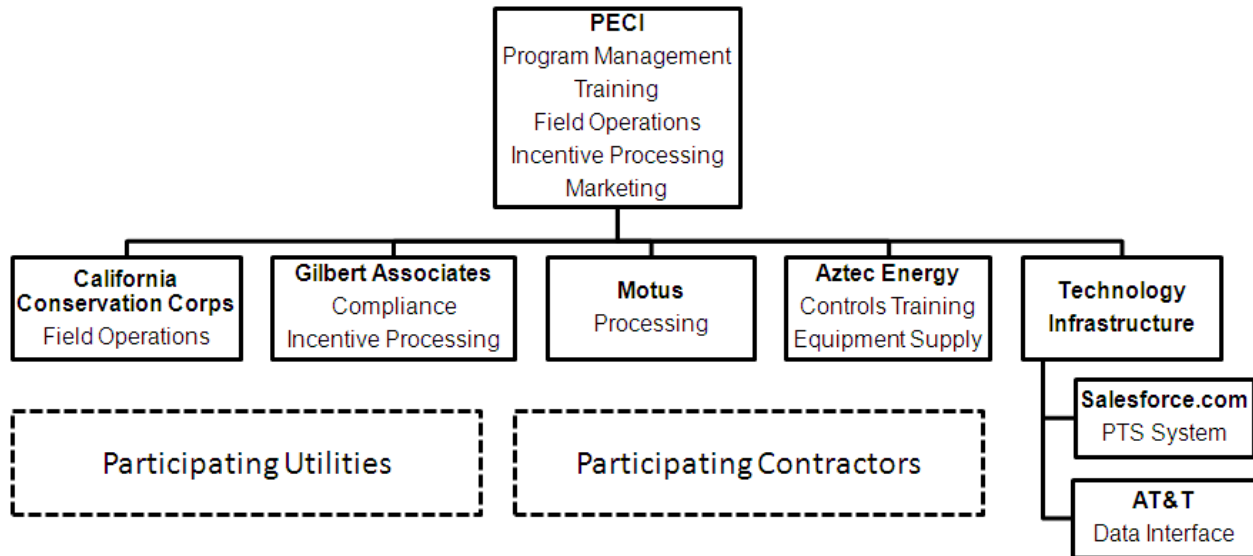 PECI
Program Management
Training
Field Operations
Incentive Processing
Marketing
California
Conservation Corps
Field Operations
Gilbert Associates
Compliance
Incentive Processing
Motus
Processing
Aztec Energy
Controls Training
Equipment Supply
Technology
Infrastructure
Salesforce.com
PTS System
AT&T
Data Interface
Participating Utilities
Participating Contractors